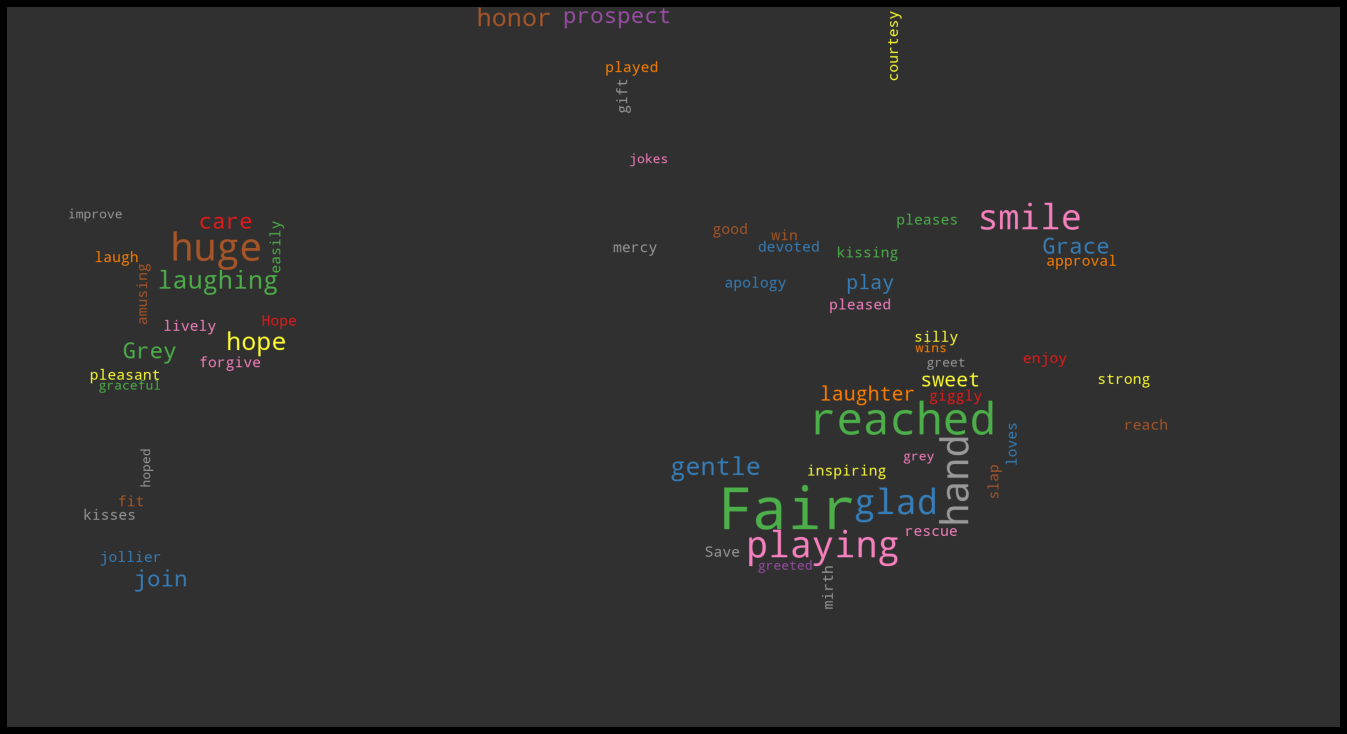 honor
prospect
courtesy
played
gift
jokes
improve
care
huge
easily
laugh
laughing
amusing
mercy
good
win
devoted
kissing
pleases
smile
Grace
approval
apology
play
pleased
lively
Hope
hope
Grey
forgive
pleasant
graceful
silly
wins
greet
enjoy
sweet
strong
laughter
giggly
reached
reach
loves
hand
grey
slap
gentle
inspiring
hoped
fit
kisses
Fair
glad
rescue
playing
Save
greeted
mirth
jollier
join